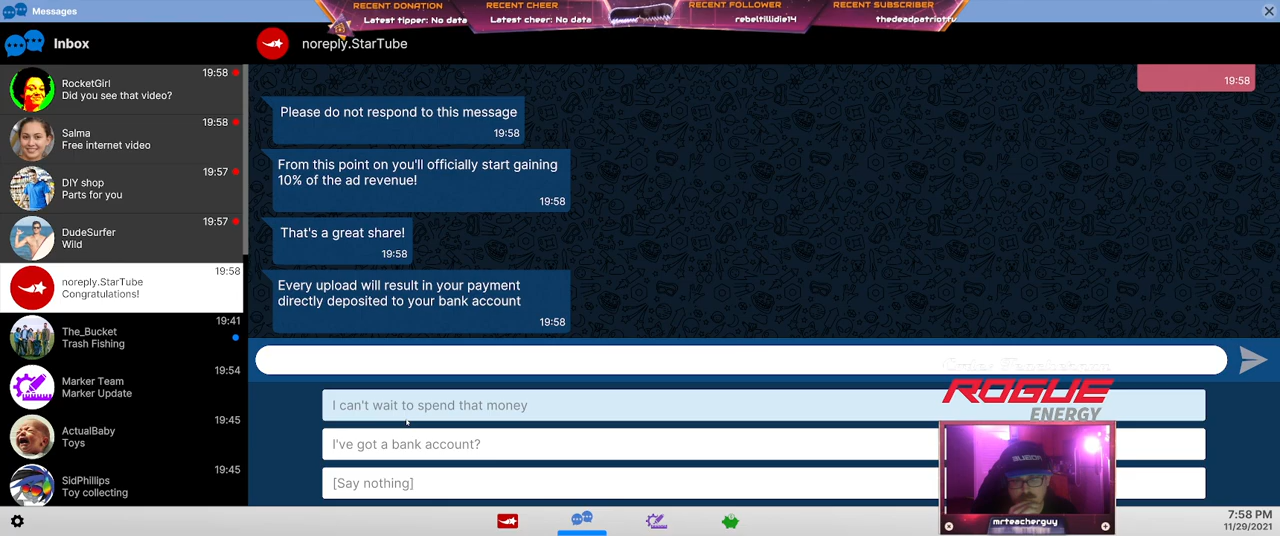 Messages
RECENT DONATION
Latest tipper: No data
RECENT CHEER
Latest cheer: No data
RECENT FOLLOWER
rebeltillidie14
RECENT SUBSCRIBER
thedeadpatriottv
Inbox
noreply.StarTube
RocketGirl
Did you see that video?
19:58
Salma
Free internet video
19:58
DIY shop
Parts for you
19:57
DudeSurfer
Wild
19:57
noreply.StarTube
Congratulations!
19:58
The_Bucket
Trash Fishing
19:41
Marker Team
Marker Update
19:54
ActualBaby
Toys
19:45
SidPhillips
Toy collecting
19:45
19:58
Please do not respond to this message
19:58
From this point on you'll officially start gaining
10% of the ad revenue!
19:58
That's a great share!
19:58
Every upload will result in your payment
directly deposited to your bank account
19:58
I can't wait to spend that money
I've got a bank account?
[Say nothing]
ROGUE
ENERGY
mrteacherguy
7:58 PM
11/29/2021